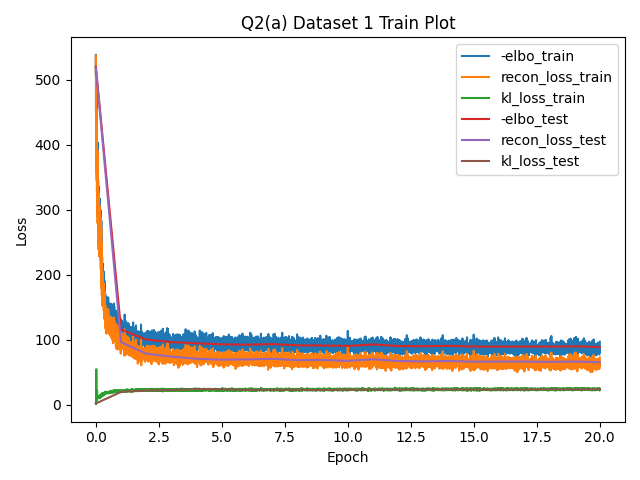 Q2(a) Dataset 1 Train Plot
-elbo_train
recon_loss_train
kl_loss_train
-elbo_test
recon_loss_test
kl_loss_test
Loss
500
400
300
200
100
0
0.0 2.5 5.0 7.5 10.0 12.5 15.0 17.5 20.0
Epoch